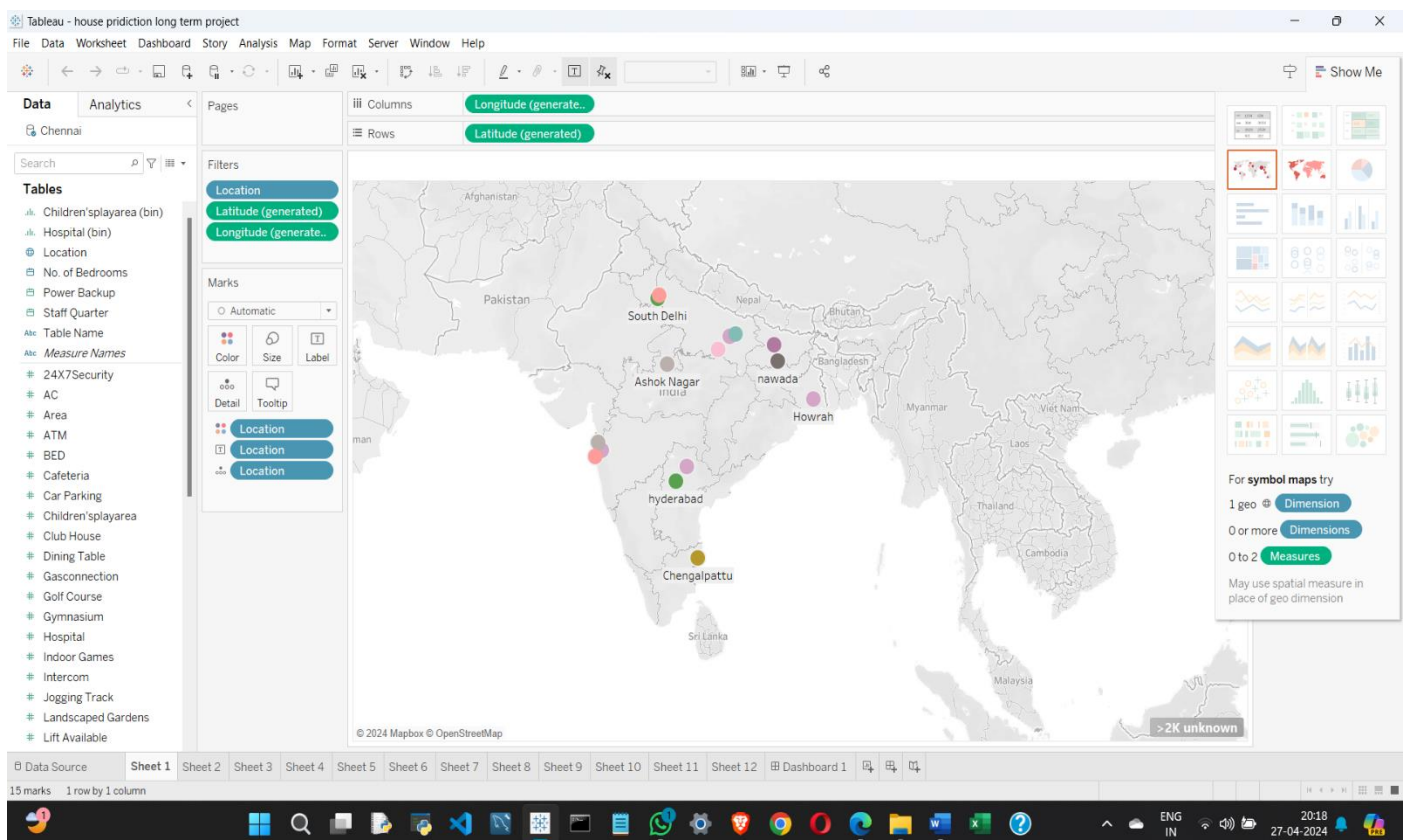 Tableau - house pridiction long term project
File Data Worksheet Dashboard Story Analysis Map Format Server Window Help
Show Me
Data Analytics
Pages
Columns Longitude (generate..
Chennai
Rows Latitude (generated)
Search
Filters
Tables
Location
Latitude (generated)
Longitude (generate..
Children'splayarea (bin)
Hospital (bin)
Location
No. of Bedrooms
Power Backup
Staff Quarter
Abc Table Name
Abc Measure Names
# 24X7Security
# AC
# Area
# ATM
# BED
# Cafeteria
# Car Parking
# Children'splayarea
# Club House
# Dining Table
# Gasconnection
# Golf Course
# Gymnasium
# Hospital
# Indoor Games
# Intercom
# Jogging Track
# Landscaped Gardens
# Lift Available
Marks
Automatic
Color Size Label
Detail Tooltip
Location
Location
Location
Afghanistan
Pakistan
Nepal
South Delhi
Bhutan
Bangladesh
Ashok Nagar
India
nawada
Howrah
Myanmar
Viet Nam
Laos
man
hyderabad
Thailand
Cambodia
Chengalpattu
Sri Lanka
Malaysia
© 2024 Mapbox © OpenStreetMap
>2K unknown
For symbol maps try
1 geo Dimension
0 or more Dimensions
0 to 2 Measures
May use spatial measure in
place of geo dimension
Data Source Sheet 1 Sheet 2 Sheet 3 Sheet 4 Sheet 5 Sheet 6 Sheet 7 Sheet 8 Sheet 9 Sheet 10 Sheet 11 Sheet 12 Dashboard 1
15 marks 1 row by 1 column
1
ENG
IN
20:18
27-04-2024
PRE